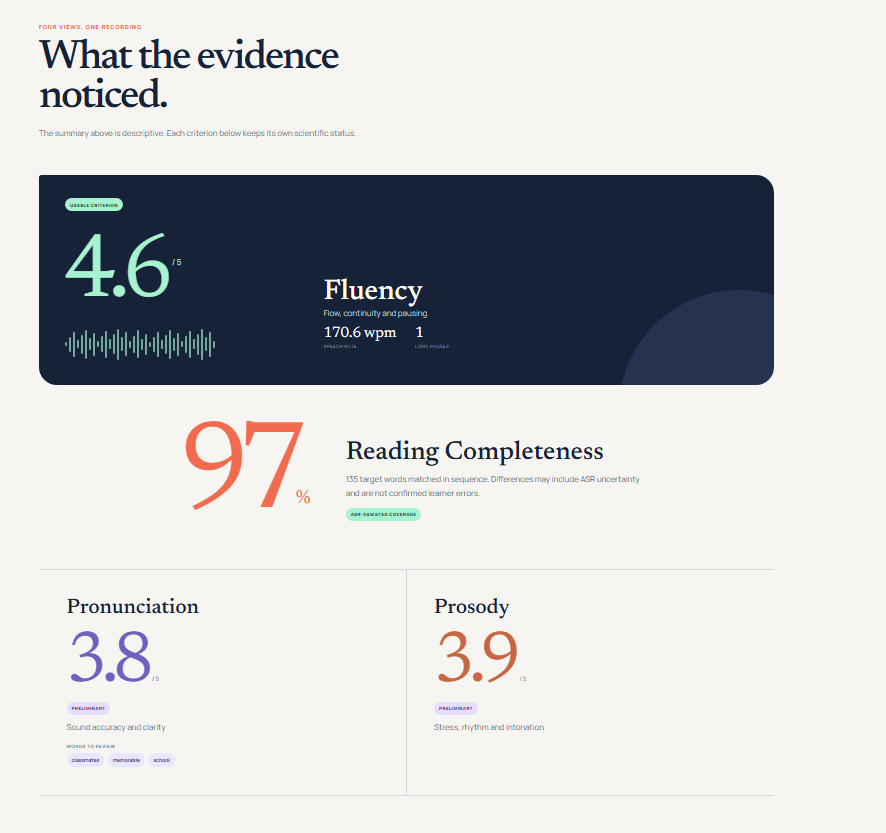 FOUR VIEWS, ONE RECORDING
What the evidence
noticed.
The summary above is descriptive. Each criterion below keeps its own scientific status.
USABLE CRITERION
4.6 / 5
Fluency
Flow, continuity and pausing
170.6 wpm 1
SPEECH RATE LONG PAUSES
97 %
Reading Completeness
135 target words matched in sequence. Differences may include ASR uncertainty
and are not confirmed learner errors.
ASR-ASSISTED COVERAGE
Pronunciation
3.8 / 5
PRELIMINARY
Sound accuracy and clarity
WORDS TO REVIEW
classmates memorable school
Prosody
3.9 / 5
PRELIMINARY
Stress, rhythm and intonation